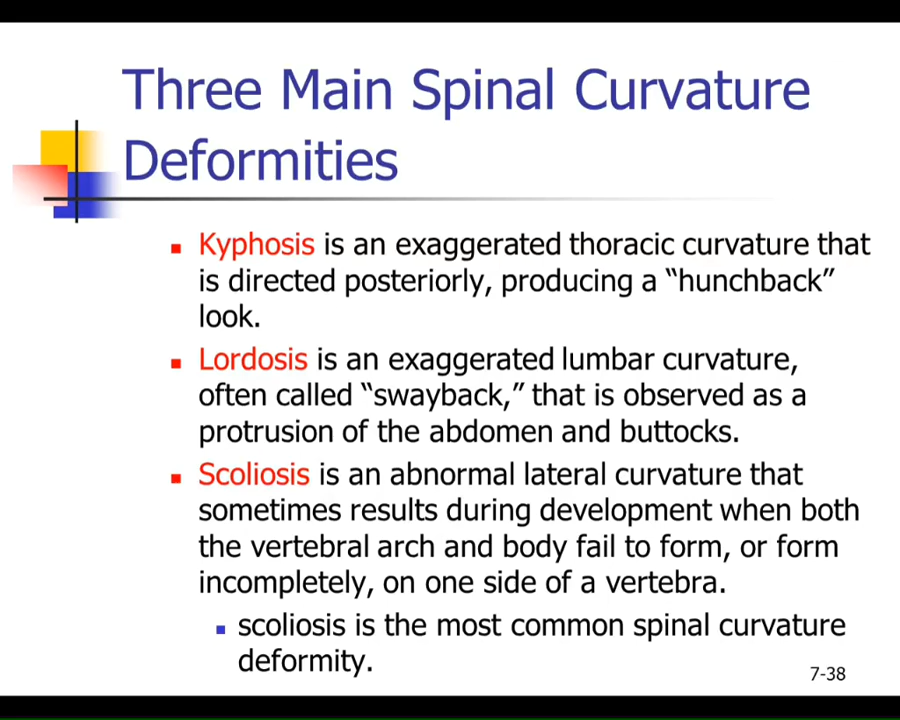 Three Main Spinal Curvature
Deformities
Kyphosis is an exaggerated thoracic curvature that
is directed posteriorly, producing a “hunchback”
look.
Lordosis is an exaggerated lumbar curvature,
often called “swayback,” that is observed as a
protrusion of the abdomen and buttocks.
Scoliosis is an abnormal lateral curvature that
sometimes results during development when both
the vertebral arch and body fail to form, or form
incompletely, on one side of a vertebra.
scoliosis is the most common spinal curvature
deformity.
7-38